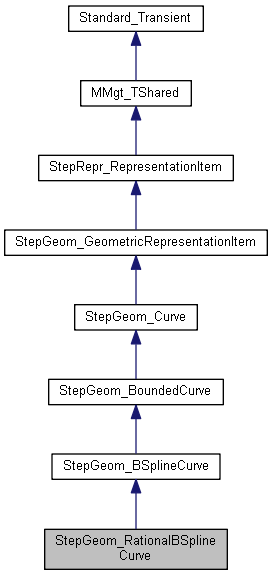 Standard_Transient
MMgt_TShared
StepRepr_RepresentationItem
StepGeom_GeometricRepresentationItem
StepGeom_Curve
StepGeom_BoundedCurve
StepGeom_BSplineCurve
StepGeom_RationalBSpline
Curve